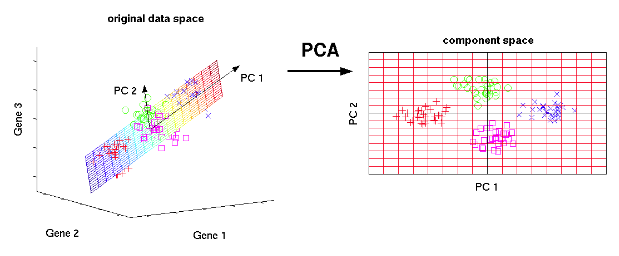 original data space
PCA
component space
PC 1
PC 2
Gene 3
PC 2
PC 1
Gene 2
Gene 1